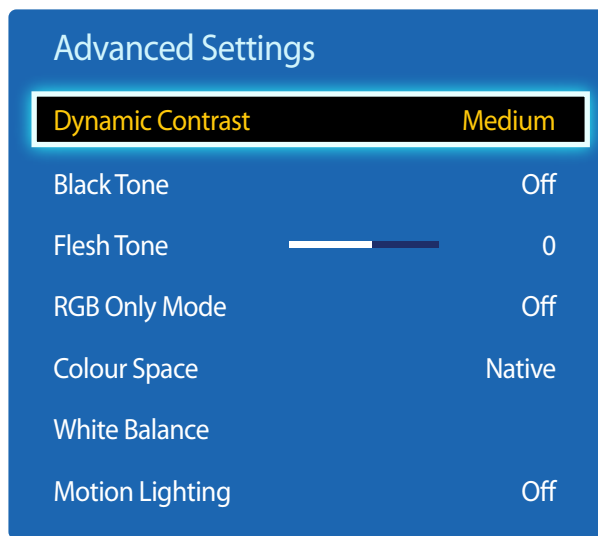 Advanced Settings
Dynamic Contrast Medium
Black Tone Off
Flesh Tone 0
RGB Only Mode Off
Colour Space Native
White Balance
Motion Lighting Off